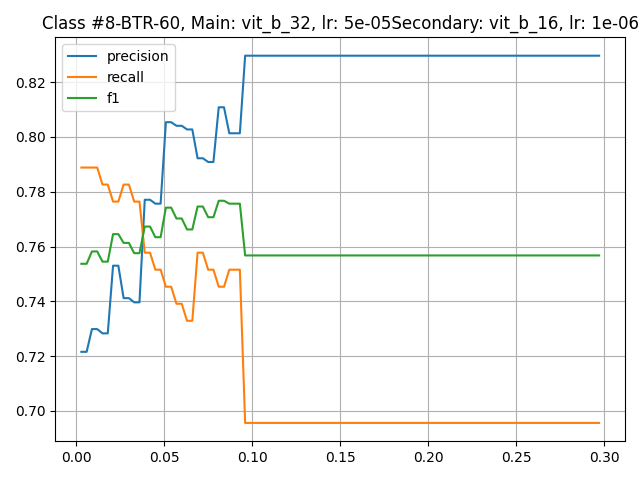 Class #8-BTR-60, Main: vit_b_32, lr: 5e-05Secondary: vit_b_16, lr: 1e-06
precision
recall
f1
0.82
0.80
0.78
0.76
0.74
0.72
0.70
0.00 0.05 0.10 0.15 0.20 0.25 0.30